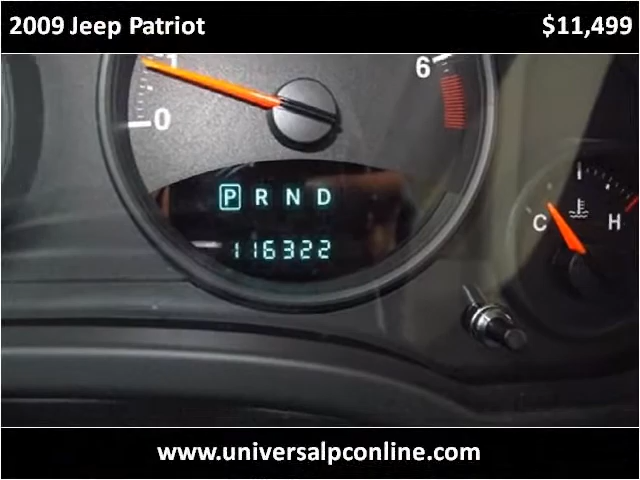 2009 Jeep Patriot $11,499
1 6
0
P R N D
C H
116322
www.universalpconline.com